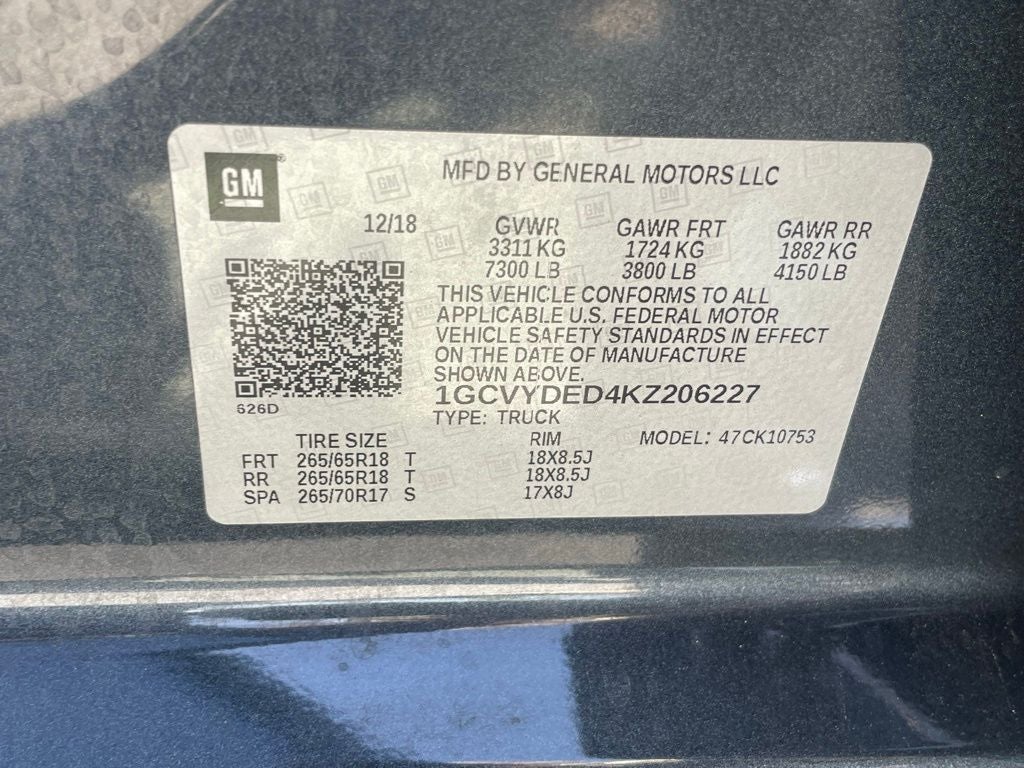 GM
MFD BY GENERAL MOTORS LLC
12/18 GVWR GAWR FRT GAWR RR
3311 KG 1724 KG 1882 KG
7300 LB 3800 LB 4150 LB
THIS VEHICLE CONFORMS TO ALL
APPLICABLE U.S. FEDERAL MOTOR
VEHICLE SAFETY STANDARDS IN EFFECT
ON THE DATE OF MANUFACTURE
SHOWN ABOVE.
626D
1GCVYDED4KZ206227
TYPE: TRUCK
TIRE SIZE RIM MODEL: 47CK10753
FRT 265/65R18 T 18X8.5J
RR 265/65R18 T 18X8.5J
SPA 265/70R17 S 17X8J